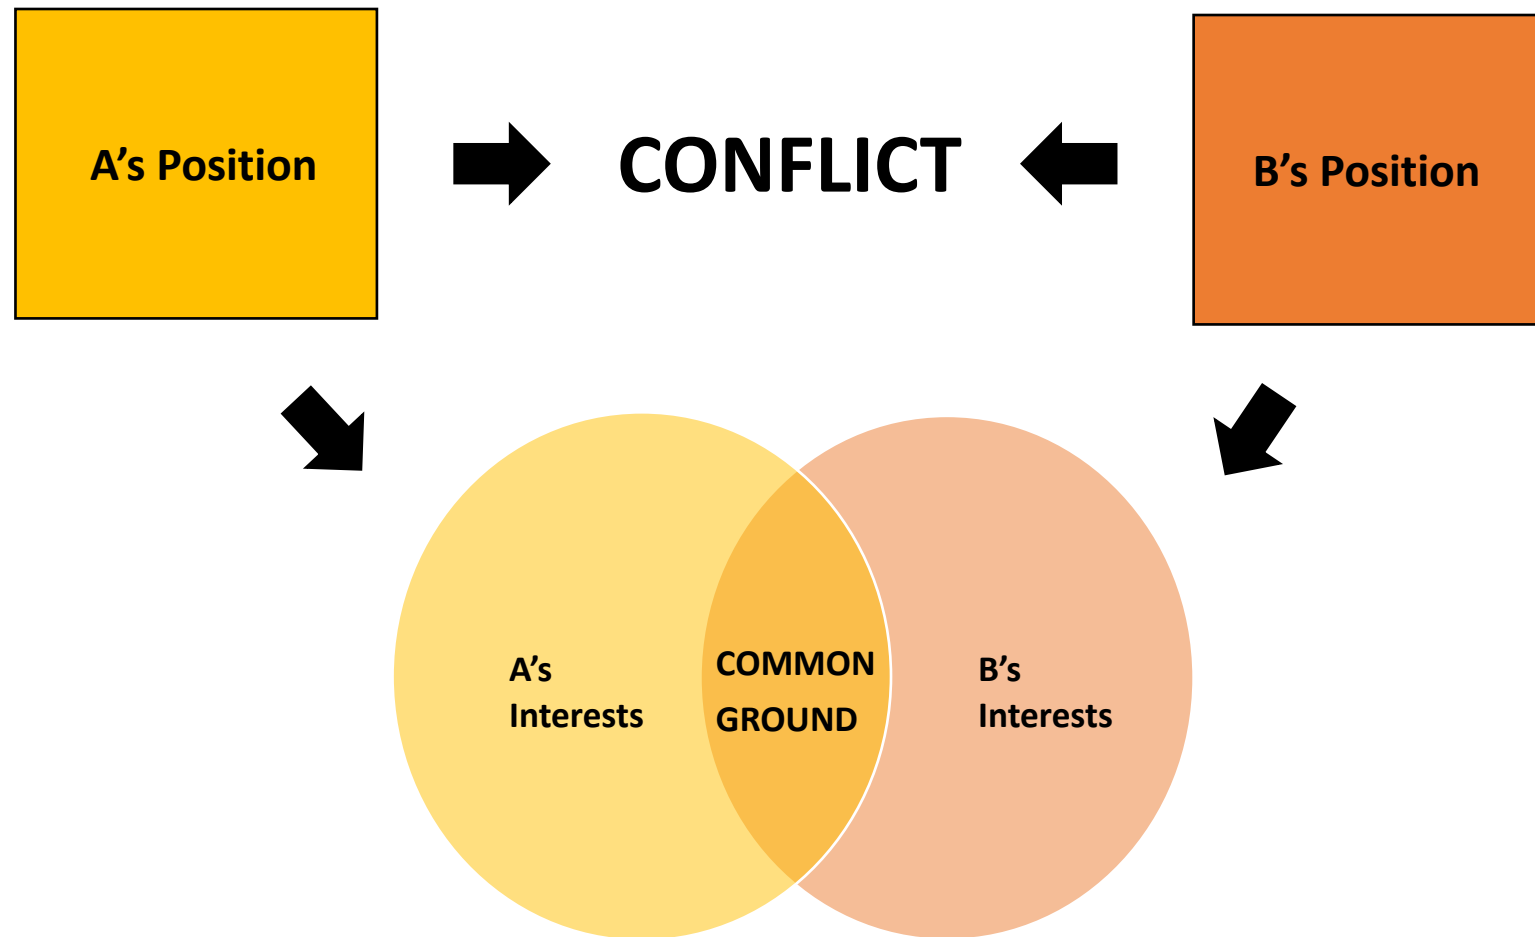 A’s Position
CONFLICT
B’s Position
A’s
Interests
COMMON
GROUND
B’s
Interests